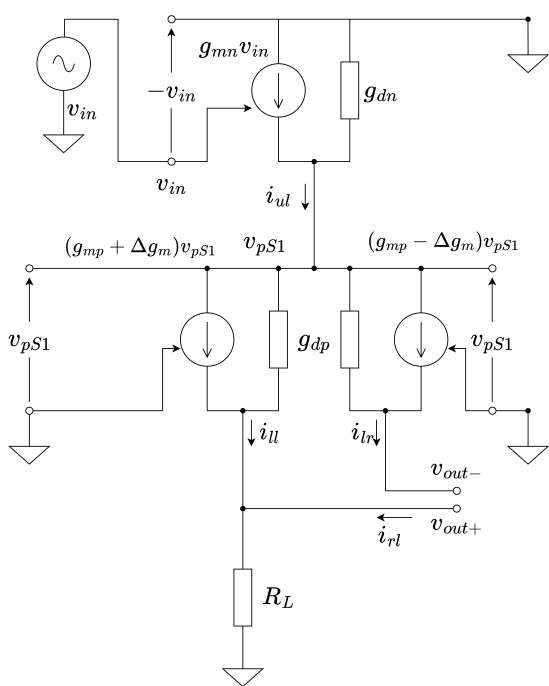 g_{mn}v_{in}
-v_{in}
g_{dn}
v_{in}
v_{in}
i_{ul}
(g_{mp} + Δg_m)v_{pS1}
v_{pS1}
(g_{mp} − Δg_m)v_{pS1}
v_{pS1}
g_{dp}
v_{pS1}
i_{ll}
i_{lr}
v_{out−}
v_{out+}
i_{rl}
R_L